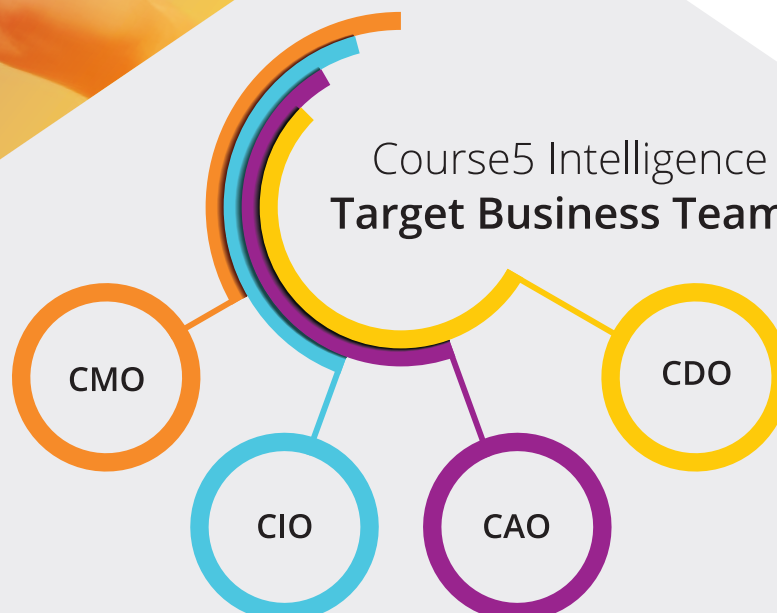 Course5 Intelligence
Target Business Team
CMO
CDO
CIO
CAO